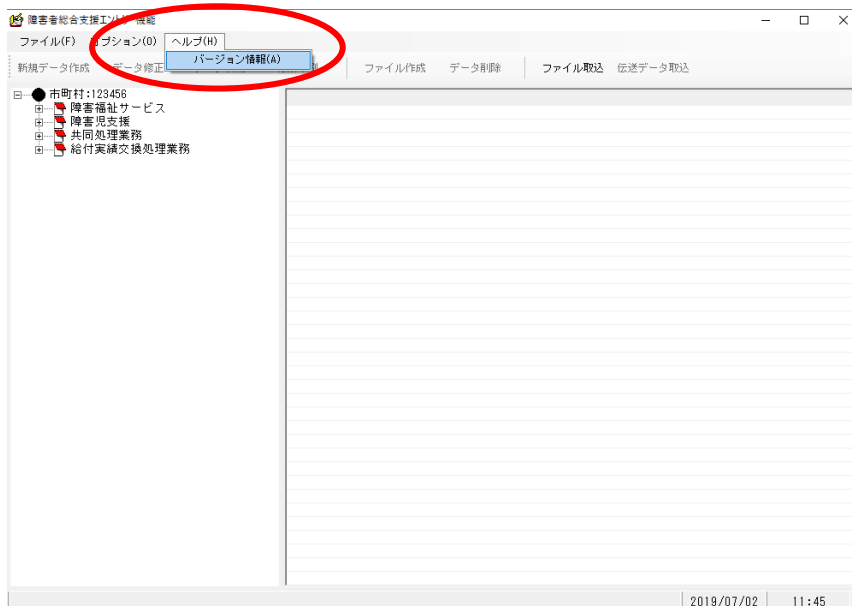 障害者総合支援エントリー機能
ファイル(F) オプション(O) ヘルプ(H)
バージョン情報(A)
新規データ作成 データ修正 ファイル作成 データ削除 ファイル取込 伝送データ取込
市町村:123456
障害福祉サービス
障害児支援
共同処理業務
給付実績交換処理業務
2019/07/02 11:45